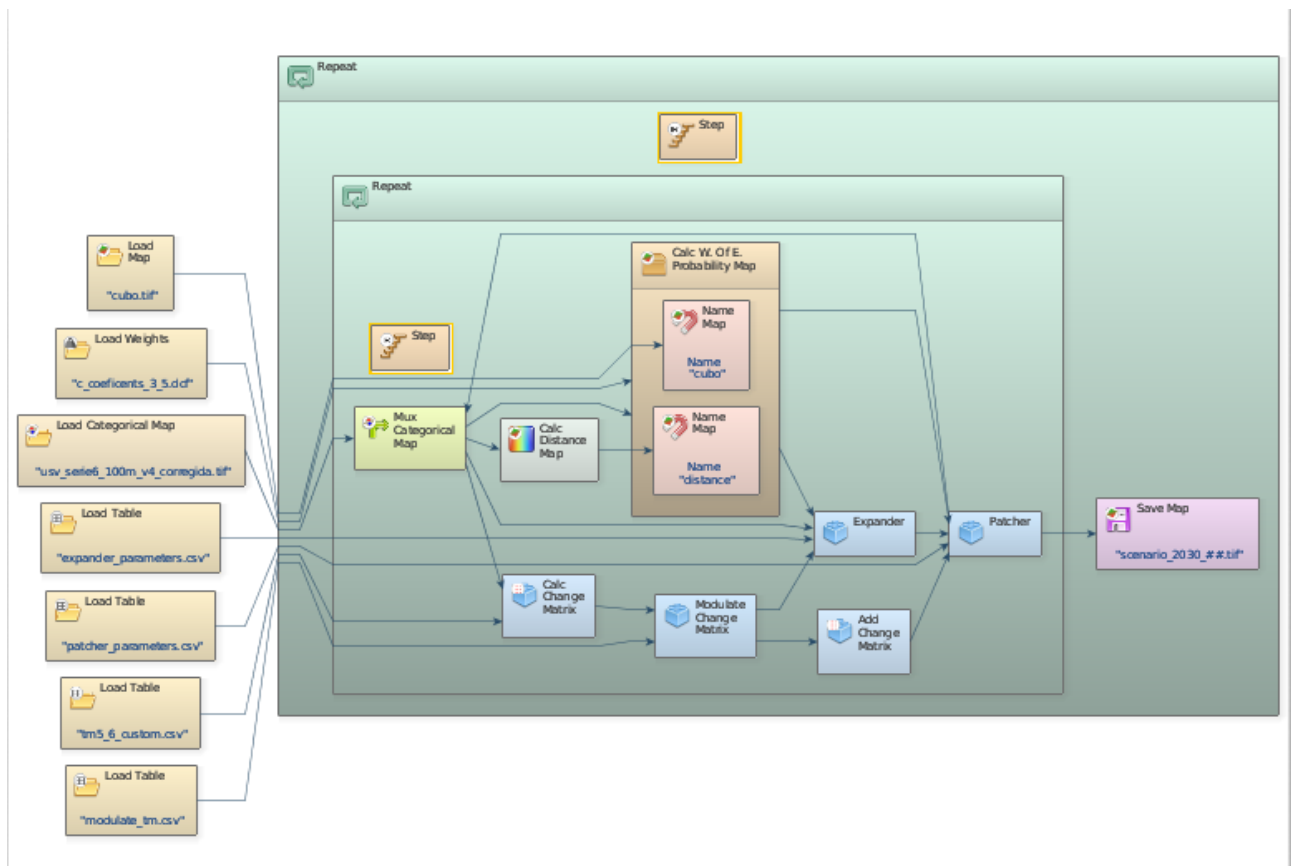 Repeat
Step
Repeat
Load
Map
"cubo.tif"
Load Weights
"c_coeficents_3_5.dcf"
Load Categorical Map
"usv_serie6_100m_v4_corregida.tif"
Load Table
"expander_parameters.csv"
Load Table
"patcher_parameters.csv"
Load Table
"tm5_6_custom.csv"
Load Table
"modulate_tm.csv"
Step
Mux
Categorical
Map
Calc
Distance
Map
Calc W. Of E.
Probability Map
Name
Map
Name
"cubo"
Name
Map
Name
"distance"
Calc
Change
Matrix
Modulate
Change
Matrix
Add
Change
Matrix
Expander
Patcher
Save Map
"scenario_2030_##.tif"